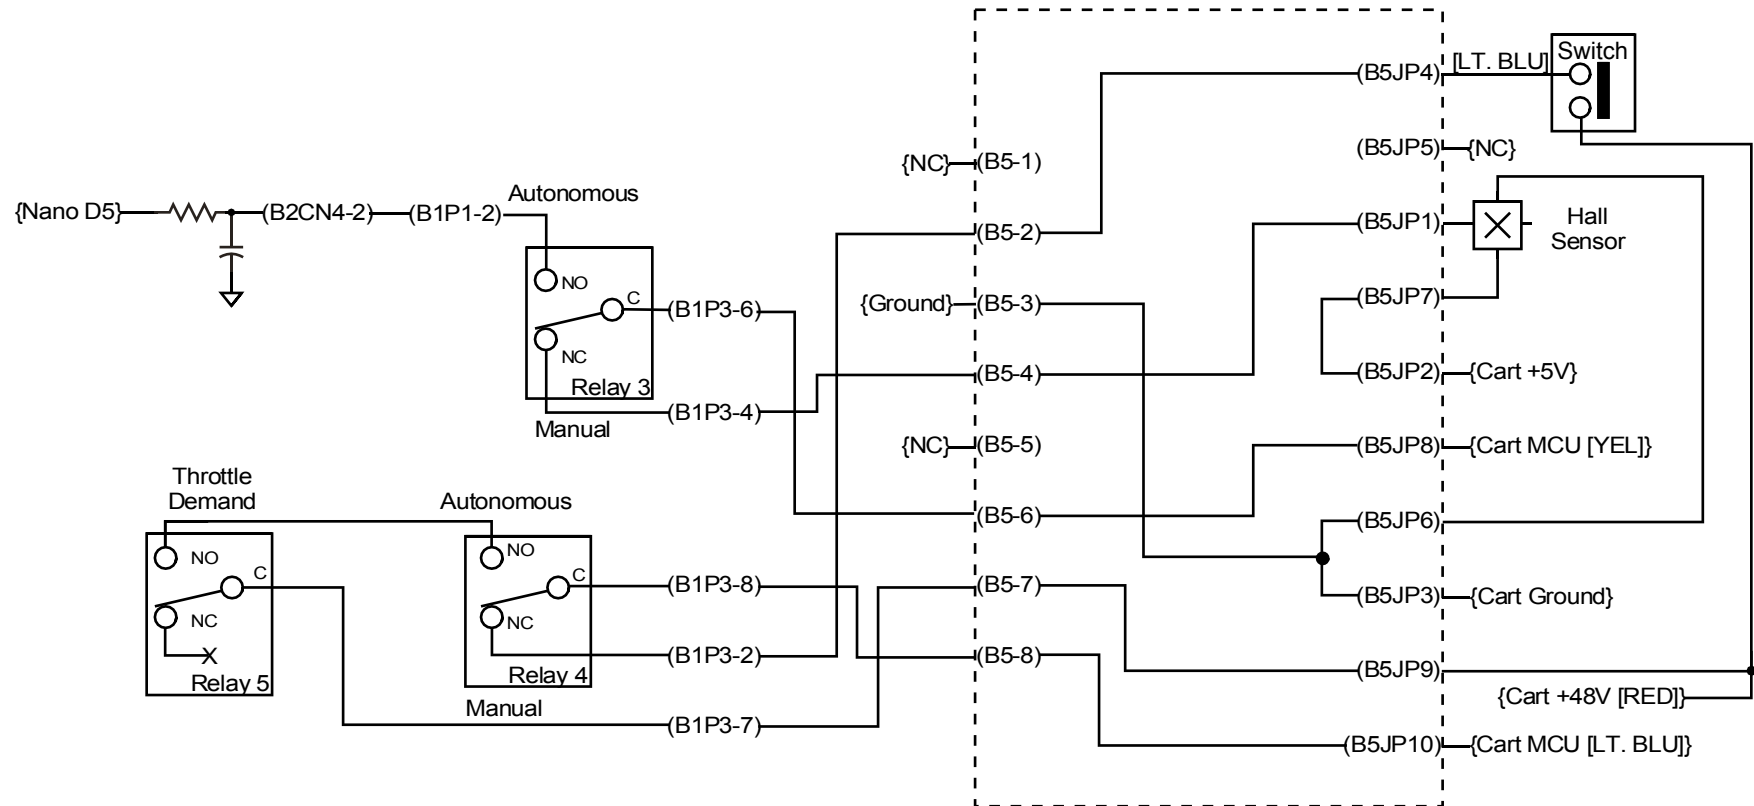 {Nano D5}
(B2CN4-2)
(B1P1-2)
Autonomous
NO
C
NC
Relay 3
Manual
(B1P3-6)
(B1P3-4)
Throttle
Demand
NO
C
NC
X
Relay 5
Autonomous
NO
C
NC
Relay 4
Manual
(B1P3-8)
(B1P3-2)
(B1P3-7)
{NC}
(B5-1)
(B5-2)
{Ground}
(B5-3)
(B5-4)
{NC}
(B5-5)
(B5-6)
(B5-7)
(B5-8)
(B5JP4)
[LT. BLU]
Switch
(B5JP5)
{NC}
(B5JP1)
Hall
Sensor
(B5JP7)
(B5JP2)
{Cart +5V}
(B5JP8)
{Cart MCU [YEL]}
(B5JP6)
(B5JP3)
{Cart Ground}
(B5JP9)
{Cart +48V [RED]}
(B5JP10)
{Cart MCU [LT. BLU]}